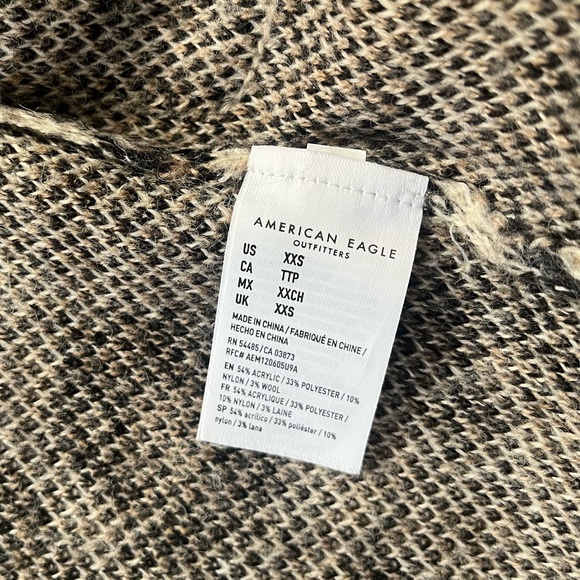 AMERICAN EAGLE
OUTFITTERS
US XXS
CA TTP
MX XXCH
UK XXS
MADE IN CHINA / FABRIQUÉ EN CHINE /
HECHO EN CHINA
RN 54485 / CA 03873
RFC# AEM120605U9A
EN 54% ACRYLIC / 33% POLYESTER / 10%
NYLON / 3% WOOL
FR 54% ACRYLIQUE / 33% POLYESTER /
10% NYLON / 3% LAINE
SP 54% acrílico / 33% poliéster / 10%
nylon / 3% lana